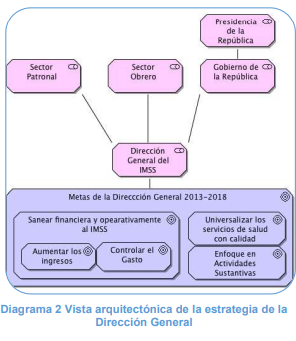 Presidencia
de la
República
Sector
Patronal
Sector
Obrero
Gobierno de
la República
Dirección
General del
IMSS
Metas de la Direccción General 2013-2018
Sanear financiera y opearativamente
al IMSS
Aumentar los
ingresos
Controlar el
Gasto
Universalizar los
servicios de salud
con calidad
Enfoque en
Actividades
Sustantivas
Diagrama 2 Vista arquitectónica de la estrategia de la
Dirección General